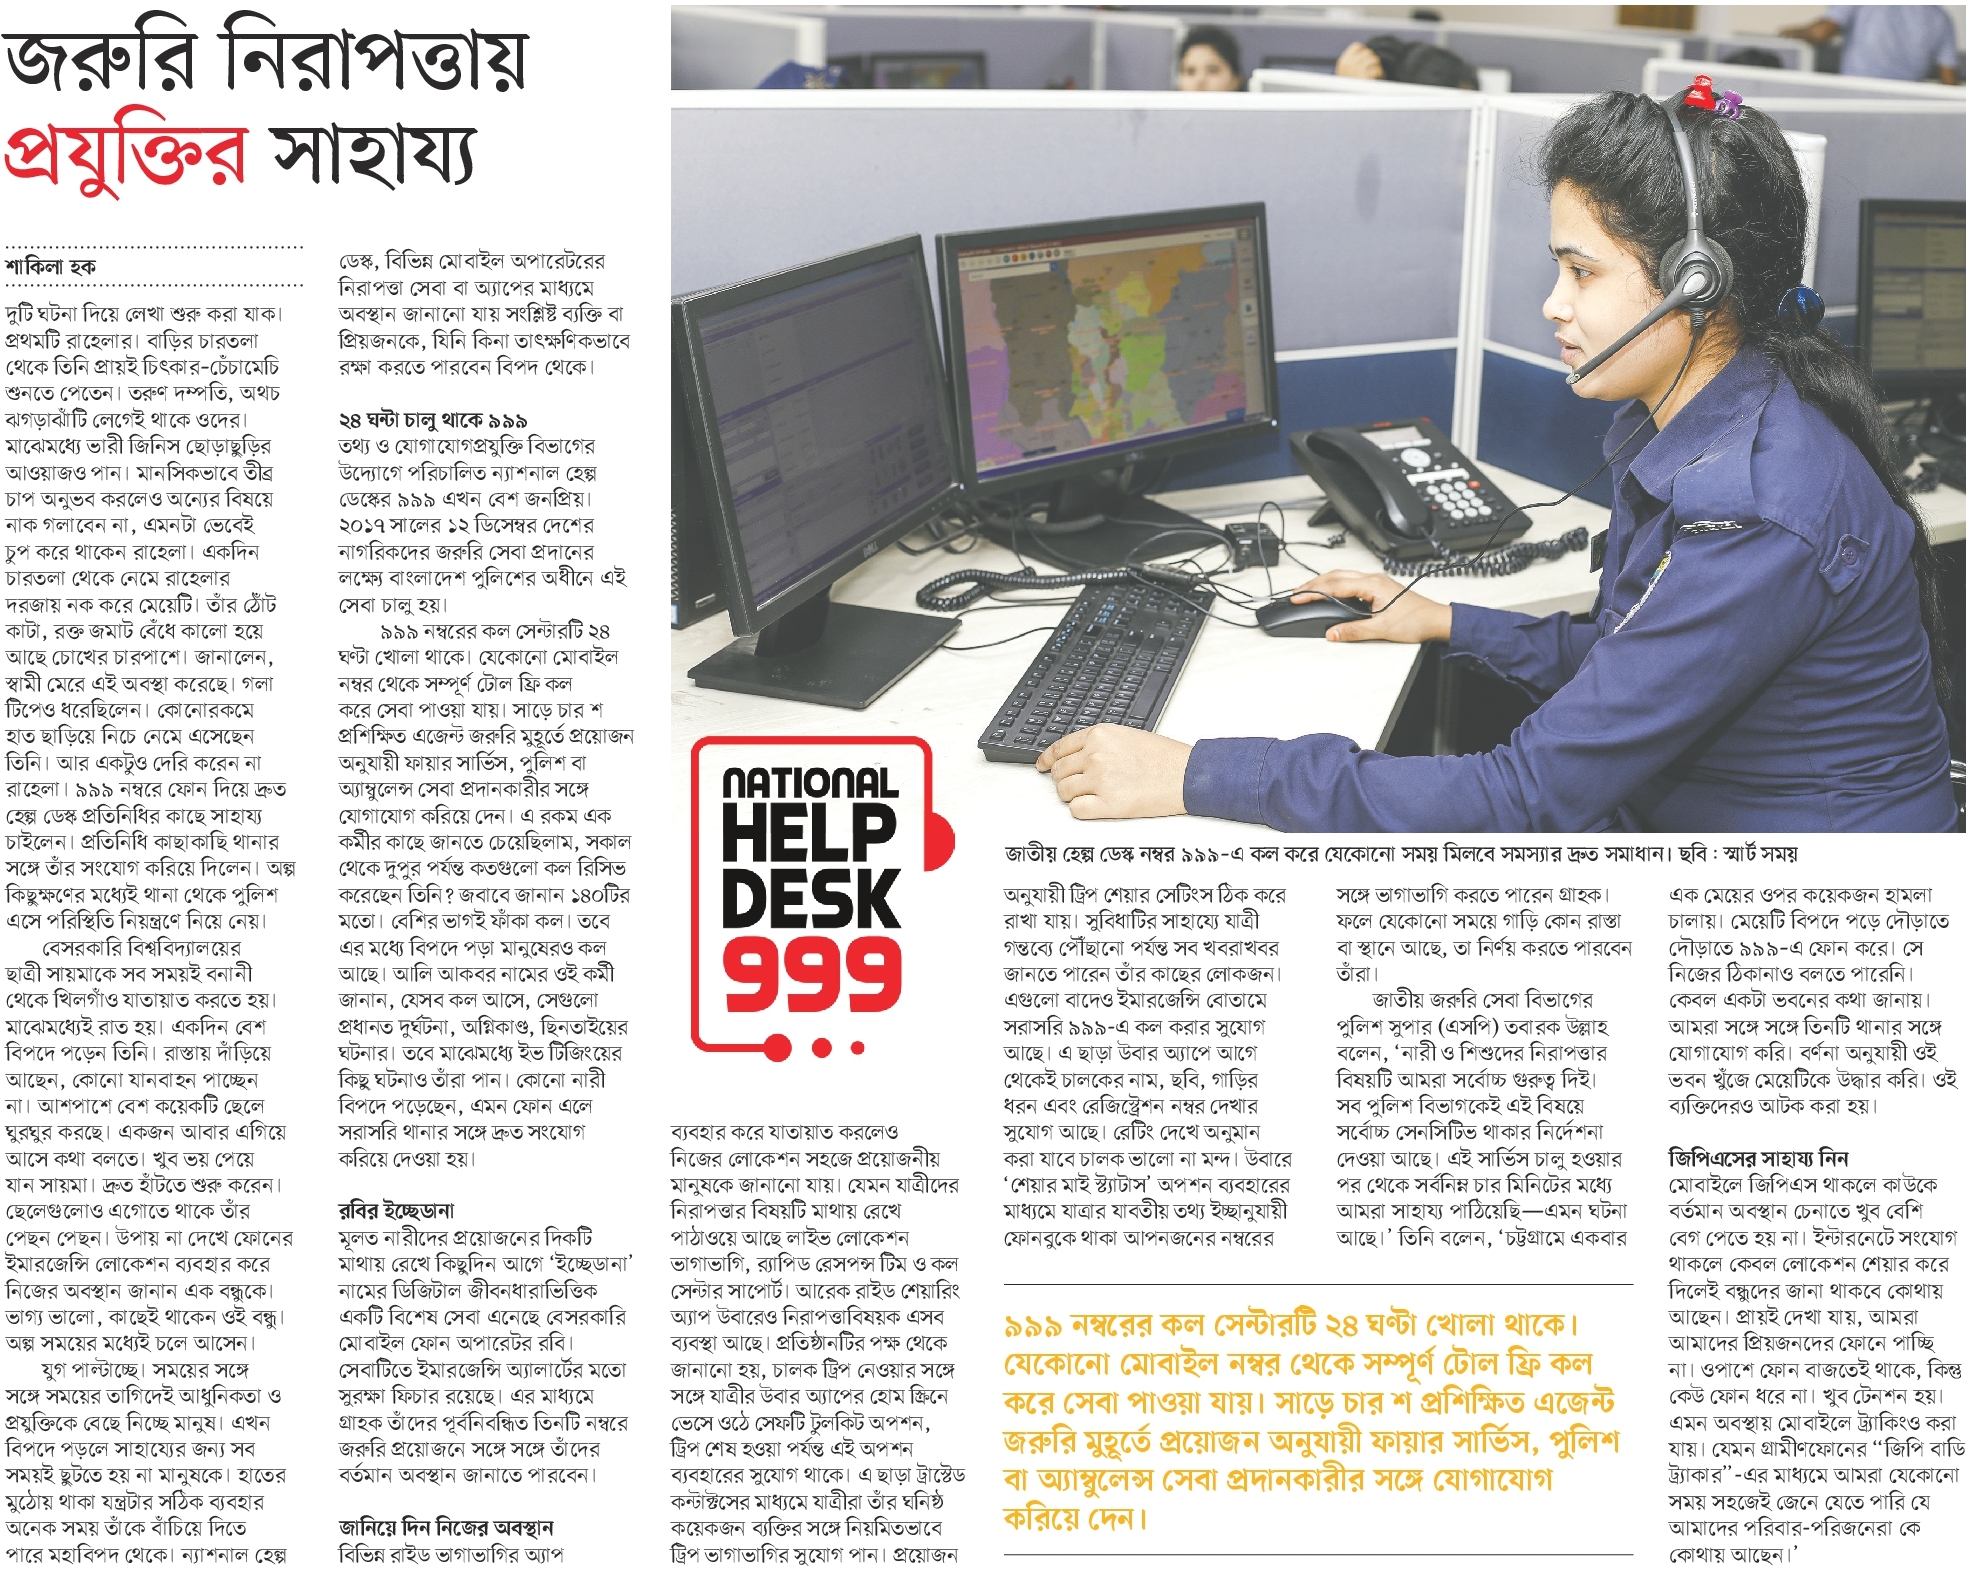 জরুরি নিরাপত্তায়
প্রযুক্তির সাহায্য
শাকিলা হক
দুটি ঘটনা দিয়ে লেখা শুরু করা যাক।
প্রথমটি রাহেলার। বাড়ির চারতলা
থেকে তিনি প্রায়ই চিৎকার-চেঁচামেচি
শুনতে পেতেন। তরুণ দম্পতি, অথচ
ঝগড়াঝাঁটি লেগেই থাকে ওদের।
মাঝেমধ্যে ভারী জিনিস ছোড়াছুড়ির
আওয়াজও পান। মানসিকভাবে তীব্র
চাপ অনুভব করলেও অন্যের বিষয়ে
নাক গলাবেন না, এমনটা ভেবেই
চুপ করে থাকেন রাহেলা। একদিন
চারতলা থেকে নেমে রাহেলার
দরজায় নক করে মেয়েটি। তাঁর ঠোঁট
কাটা, রক্ত জমাট বেঁধে কালো হয়ে
আছে চোখের চারপাশে। জানালেন,
স্বামী মেরে এই অবস্থা করেছে। গলা
টিপেও ধরেছিলেন। কোনোরকমে
হাত ছাড়িয়ে নিচে নেমে এসেছেন
তিনি। আর একটুও দেরি করেন না
রাহেলা। ৯৯৯ নম্বরে ফোন দিয়ে দ্রুত
হেল্প ডেস্ক প্রতিনিধির কাছে সাহায্য
চাইলেন। প্রতিনিধি কাছাকাছি থানার
সঙ্গে তাঁর সংযোগ করিয়ে দিলেন। অল্প
কিছুক্ষণের মধ্যেই থানা থেকে পুলিশ
এসে পরিস্থিতি নিয়ন্ত্রণে নিয়ে নেয়।
বেসরকারি বিশ্ববিদ্যালয়ের
ছাত্রী সায়মাকে সব সময়ই বনানী
থেকে খিলগাঁও যাতায়াত করতে হয়।
মাঝেমধ্যেই রাত হয়। একদিন বেশ
বিপদে পড়েন তিনি। রাস্তায় দাঁড়িয়ে
আছেন, কোনো যানবাহন পাচ্ছেন
না। আশপাশে বেশ কয়েকটি ছেলে
ঘুরঘুর করছে। একজন আবার এগিয়ে
আসে কথা বলতে। খুব ভয় পেয়ে
যান সায়মা। দ্রুত হাঁটতে শুরু করেন।
ছেলেগুলোও এগোতে থাকে তাঁর
পেছন পেছন। উপায় না দেখে ফোনের
ইমারজেন্সি লোকেশন ব্যবহার করে
নিজের অবস্থান জানান এক বন্ধুকে।
ভাগ্য ভালো, কাছেই থাকেন ওই বন্ধু।
অল্প সময়ের মধ্যেই চলে আসেন।
যুগ পাল্টাচ্ছে। সময়ের সঙ্গে
সঙ্গে সময়ের তাগিদেই আধুনিকতা ও
প্রযুক্তিকে বেছে নিচ্ছে মানুষ। এখন
বিপদে পড়লে সাহায্যের জন্য সব
সময়ই ছুটতে হয় না মানুষকে। হাতের
মুঠোয় থাকা যন্ত্রটার সঠিক ব্যবহার
অনেক সময় তাঁকে বাঁচিয়ে দিতে
পারে মহাবিপদ থেকে। ন্যাশনাল হেল্প
ডেস্ক, বিভিন্ন মোবাইল অপারেটরের
নিরাপত্তা সেবা বা অ্যাপের মাধ্যমে
অবস্থান জানানো যায় সংশ্লিষ্ট ব্যক্তি বা
প্রিয়জনকে, যিনি কিনা তাৎক্ষণিকভাবে
রক্ষা করতে পারবেন বিপদ থেকে।
২৪ ঘন্টা চালু থাকে ৯৯৯
তথ্য ও যোগাযোগপ্রযুক্তি বিভাগের
উদ্যোগে পরিচালিত ন্যাশনাল হেল্প
ডেস্কের ৯৯৯ এখন বেশ জনপ্রিয়।
২০১৭ সালের ১২ ডিসেম্বর দেশের
নাগরিকদের জরুরি সেবা প্রদানের
লক্ষ্যে বাংলাদেশ পুলিশের অধীনে এই
সেবা চালু হয়।
৯৯৯ নম্বরের কল সেন্টারটি ২৪
ঘণ্টা খোলা থাকে। যেকোনো মোবাইল
নম্বর থেকে সম্পূর্ণ টোল ফ্রি কল
করে সেবা পাওয়া যায়। সাড়ে চার শ
প্রশিক্ষিত এজেন্ট জরুরি মুহূর্তে প্রয়োজন
অনুযায়ী ফায়ার সার্ভিস, পুলিশ বা
অ্যাম্বুলেন্স সেবা প্রদানকারীর সঙ্গে
যোগাযোগ করিয়ে দেন। এ রকম এক
কর্মীর কাছে জানতে চেয়েছিলাম, সকাল
থেকে দুপুর পর্যন্ত কতগুলো কল রিসিভ
করেছেন তিনি? জবাবে জানান ১৪০টির
মতো। বেশির ভাগই ফাঁকা কল। তবে
এর মধ্যে বিপদে পড়া মানুষেরও কল
আছে। আলি আকবর নামের ওই কর্মী
জানান, যেসব কল আসে, সেগুলো
প্রধানত দুর্ঘটনা, অগ্নিকাণ্ড, ছিনতাইয়ের
ঘটনার। তবে মাঝেমধ্যে ইভ টিজিংয়ের
কিছু ঘটনাও তাঁরা পান। কোনো নারী
বিপদে পড়েছেন, এমন ফোন এলে
সরাসরি থানার সঙ্গে দ্রুত সংযোগ
করিয়ে দেওয়া হয়।
রবির ইচ্ছেডানা
মূলত নারীদের প্রয়োজনের দিকটি
মাথায় রেখে কিছুদিন আগে ‘ইচ্ছেডানা’
নামের ডিজিটাল জীবনধারাভিত্তিক
একটি বিশেষ সেবা এনেছে বেসরকারি
মোবাইল ফোন অপারেটর রবি।
সেবাটিতে ইমারজেন্সি অ্যালার্টের মতো
সুরক্ষা ফিচার রয়েছে। এর মাধ্যমে
গ্রাহক তাঁদের পূর্বনিবন্ধিত তিনটি নম্বরে
জরুরি প্রয়োজনে সঙ্গে সঙ্গে তাঁদের
বর্তমান অবস্থান জানাতে পারবেন।
জানিয়ে দিন নিজের অবস্থান
বিভিন্ন রাইড ভাগাভাগির অ্যাপ
DELL
NATIONAL
HELP
DESK
999
ব্যবহার করে যাতায়াত করলেও
নিজের লোকেশন সহজে প্রয়োজনীয়
মানুষকে জানানো যায়। যেমন যাত্রীদের
নিরাপত্তার বিষয়টি মাথায় রেখে
পাঠাওয়ে আছে লাইভ লোকেশন
ভাগাভাগি, র‍্যাপিড রেসপন্স টিম ও কল
সেন্টার সাপোর্ট। আরেক রাইড শেয়ারিং
অ্যাপ উবারেও নিরাপত্তাবিষয়ক এসব
ব্যবস্থা আছে। প্রতিষ্ঠানটির পক্ষ থেকে
জানানো হয়, চালক ট্রিপ নেওয়ার সঙ্গে
সঙ্গে যাত্রীর উবার অ্যাপের হোম স্ক্রিনে
ভেসে ওঠে সেফটি টুলকিট অপশন,
ট্রিপ শেষ হওয়া পর্যন্ত এই অপশন
ব্যবহারের সুযোগ থাকে। এ ছাড়া ট্রাস্টেড
কন্টাক্টসের মাধ্যমে যাত্রীরা তাঁর ঘনিষ্ঠ
কয়েকজন ব্যক্তির সঙ্গে নিয়মিতভাবে
ট্রিপ ভাগাভাগির সুযোগ পান। প্রয়োজন
জাতীয় হেল্প ডেস্ক নম্বর ৯৯৯-এ কল করে যেকোনো সময় মিলবে সমস্যার দ্রুত সমাধান। ছবি : স্মার্ট সময়
অনুযায়ী ট্রিপ শেয়ার সেটিংস ঠিক করে
রাখা যায়। সুবিধাটির সাহায্যে যাত্রী
গন্তব্যে পৌঁছানো পর্যন্ত সব খবরাখবর
জানতে পারেন তাঁর কাছের লোকজন।
এগুলো বাদেও ইমারজেন্সি বোতামে
সরাসরি ৯৯৯-এ কল করার সুযোগ
আছে। এ ছাড়া উবার অ্যাপে আগে
থেকেই চালকের নাম, ছবি, গাড়ির
ধরন এবং রেজিস্ট্রেশন নম্বর দেখার
সুযোগ আছে। রেটিং দেখে অনুমান
করা যাবে চালক ভালো না মন্দ। উবারে
‘শেয়ার মাই স্ট্যাটাস’ অপশন ব্যবহারের
মাধ্যমে যাত্রার যাবতীয় তথ্য ইচ্ছানুযায়ী
ফোনবুকে থাকা আপনজনের নম্বরের
সঙ্গে ভাগাভাগি করতে পারেন গ্রাহক।
ফলে যেকোনো সময়ে গাড়ি কোন রাস্তা
বা স্থানে আছে, তা নির্ণয় করতে পারবেন
তাঁরা।
জাতীয় জরুরি সেবা বিভাগের
পুলিশ সুপার (এসপি) তবারক উল্লাহ
বলেন, ‘নারী ও শিশুদের নিরাপত্তার
বিষয়টি আমরা সর্বোচ্চ গুরুত্ব দিই।
সব পুলিশ বিভাগকেই এই বিষয়ে
সর্বোচ্চ সেনসিটিভ থাকার নির্দেশনা
দেওয়া আছে। এই সার্ভিস চালু হওয়ার
পর থেকে সর্বনিম্ন চার মিনিটের মধ্যে
আমরা সাহায্য পাঠিয়েছি—এমন ঘটনা
আছে।’ তিনি বলেন, ‘চট্টগ্রামে একবার
৯৯৯ নম্বরের কল সেন্টারটি ২৪ ঘণ্টা খোলা থাকে।
যেকোনো মোবাইল নম্বর থেকে সম্পূর্ণ টোল ফ্রি কল
করে সেবা পাওয়া যায়। সাড়ে চার শ প্রশিক্ষিত এজেন্ট
জরুরি মুহূর্তে প্রয়োজন অনুযায়ী ফায়ার সার্ভিস, পুলিশ
বা অ্যাম্বুলেন্স সেবা প্রদানকারীর সঙ্গে যোগাযোগ
করিয়ে দেন।
এক মেয়ের ওপর কয়েকজন হামলা
চালায়। মেয়েটি বিপদে পড়ে দৌড়াতে
দৌড়াতে ৯৯৯-এ ফোন করে। সে
নিজের ঠিকানাও বলতে পারেনি।
কেবল একটা ভবনের কথা জানায়।
আমরা সঙ্গে সঙ্গে তিনটি থানার সঙ্গে
যোগাযোগ করি। বর্ণনা অনুযায়ী ওই
ভবন খুঁজে মেয়েটিকে উদ্ধার করি। ওই
ব্যক্তিদেরও আটক করা হয়।
জিপিএসের সাহায্য নিন
মোবাইলে জিপিএস থাকলে কাউকে
বর্তমান অবস্থান চেনাতে খুব বেশি
বেগ পেতে হয় না। ইন্টারনেটে সংযোগ
থাকলে কেবল লোকেশন শেয়ার করে
দিলেই বন্ধুদের জানা থাকবে কোথায়
আছেন। প্রায়ই দেখা যায়, আমরা
আমাদের প্রিয়জনদের ফোনে পাচ্ছি
না। ওপাশে ফোন বাজতেই থাকে, কিন্তু
কেউ ফোন ধরে না। খুব টেনশন হয়।
এমন অবস্থায় মোবাইলে ট্র্যাকিংও করা
যায়। যেমন গ্রামীণফোনের “জিপি বাডি
ট্র্যাকার”-এর মাধ্যমে আমরা যেকোনো
সময় সহজেই জেনে যেতে পারি যে
আমাদের পরিবার-পরিজনেরা কে
কোথায় আছেন।’